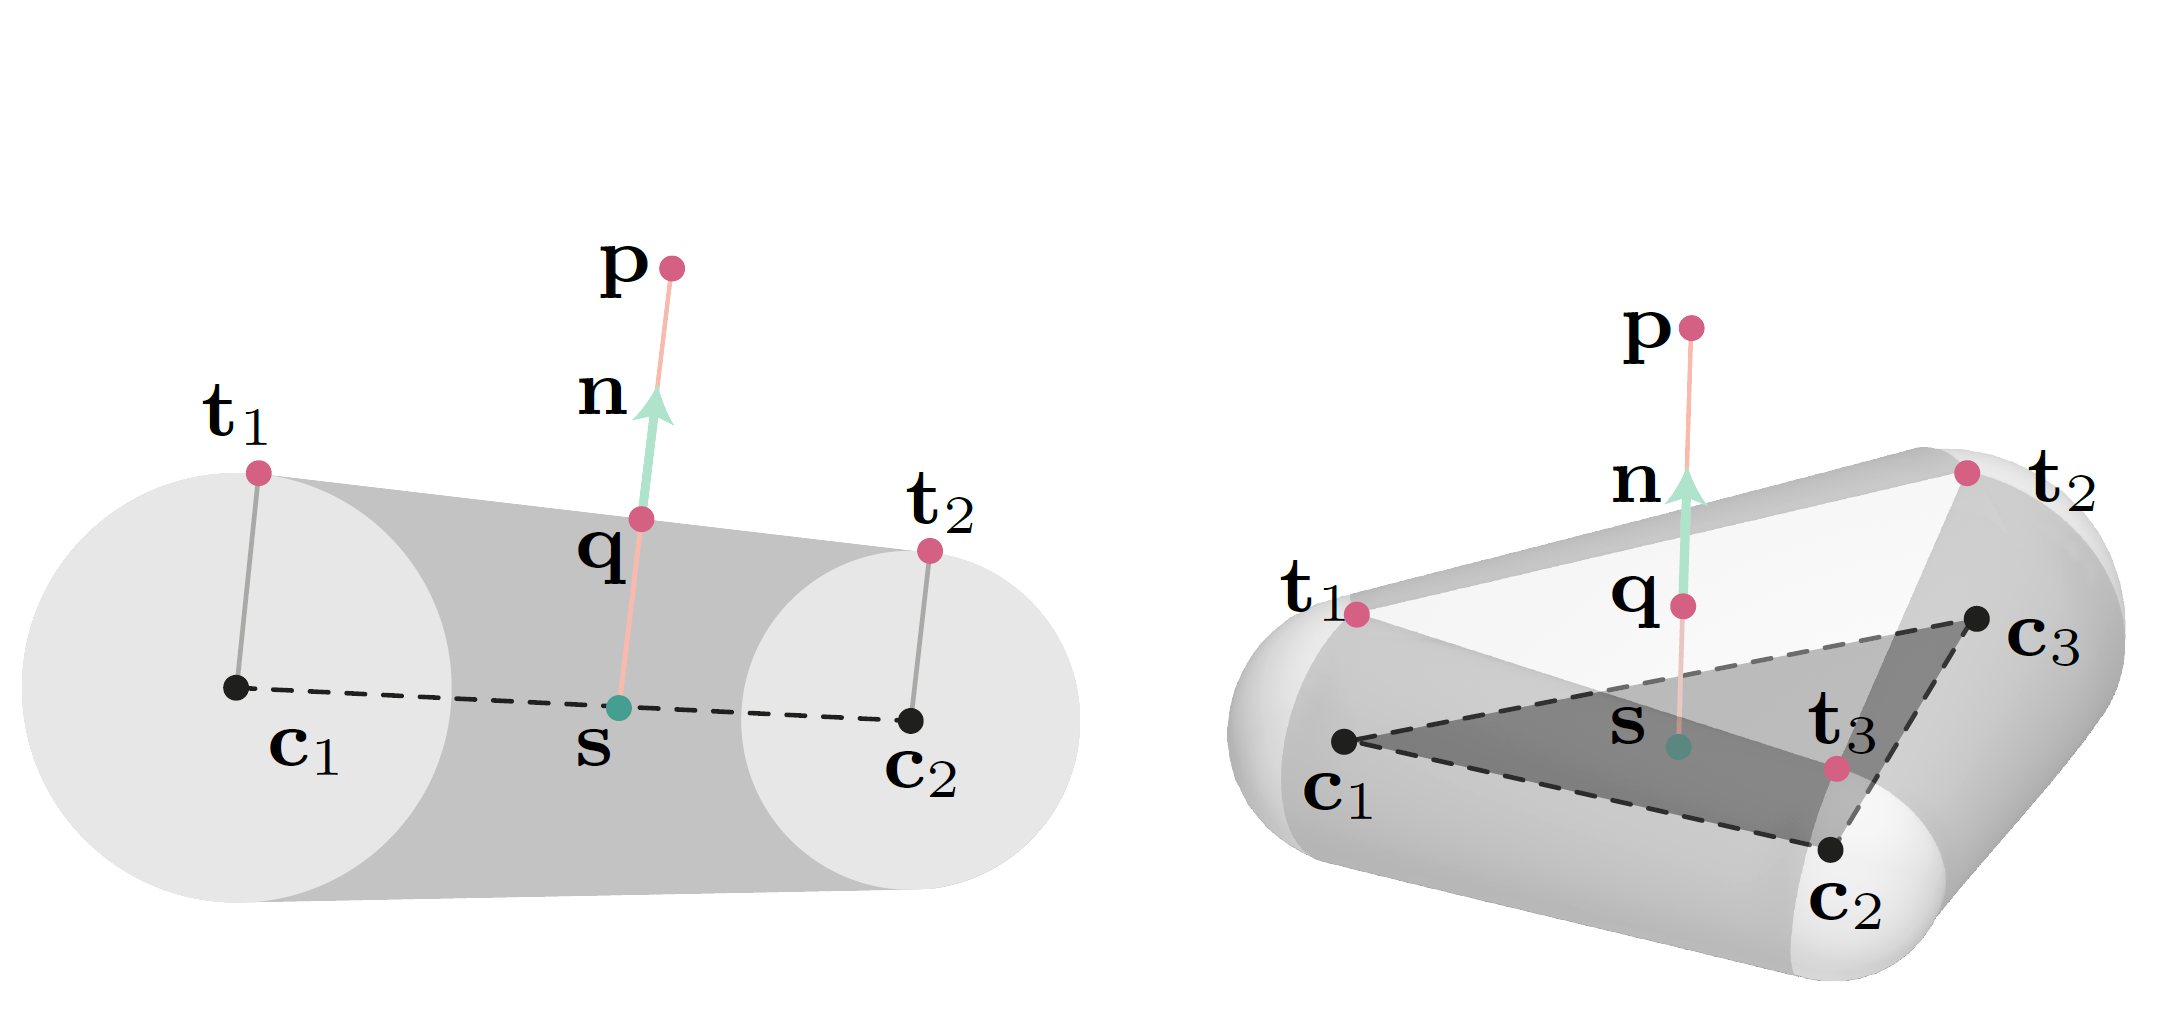 p
n
t₁
t₂
q
c₁
s
c₂
p
n
t₂
t₁
q
c₃
s
t₃
c₁
c₂